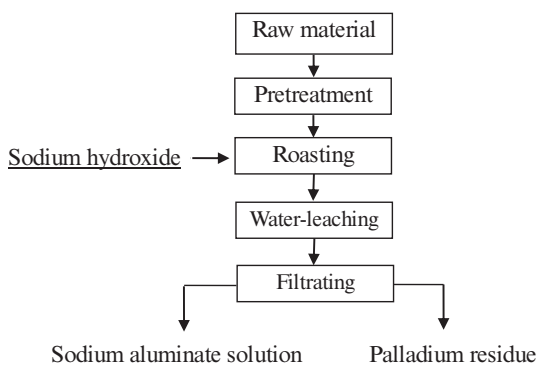 Raw material
Pretreatment
Sodium hydroxide
Roasting
Water-leaching
Filtrating
Sodium aluminate solution
Palladium residue